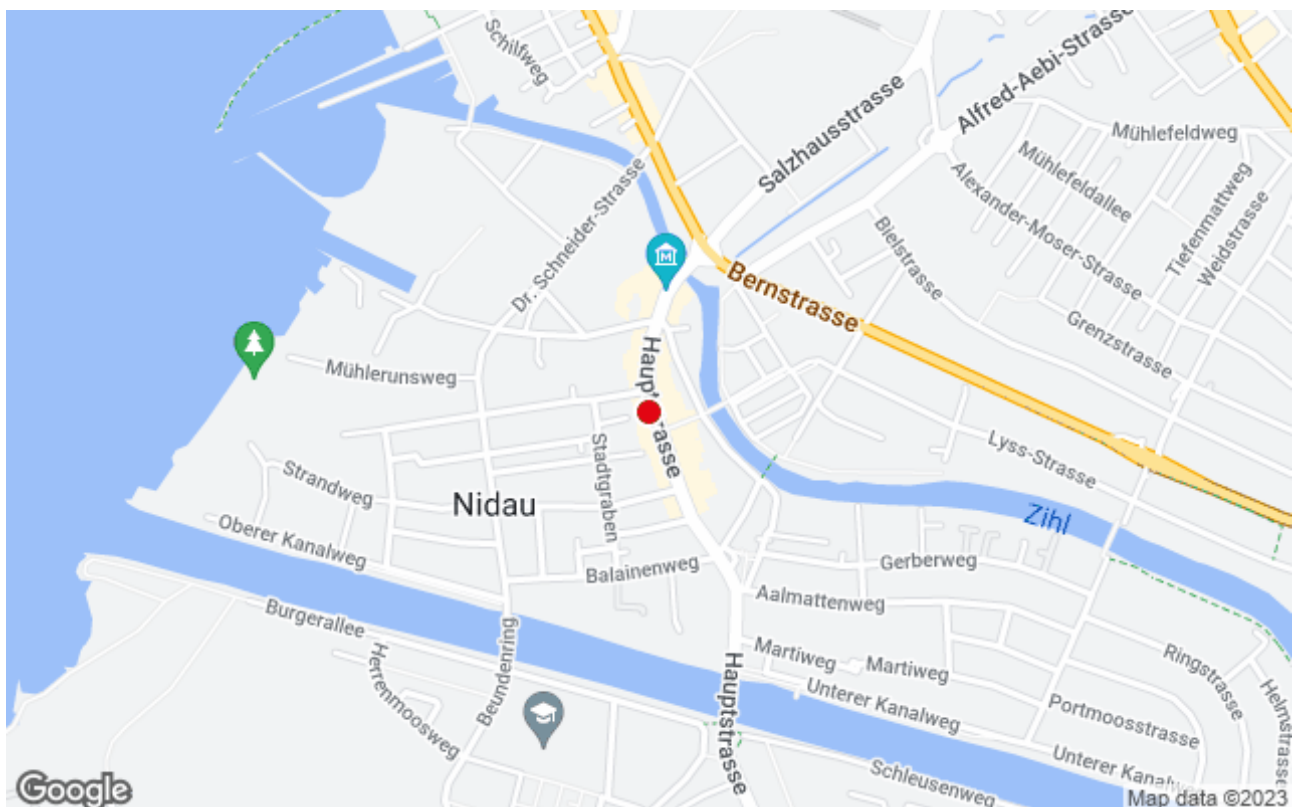 Schilfweg
Alfred-Aebi-Strasse
Salzhausstrasse
Mühlefeldweg
Mühlefeldallee
Tiefenmattweg
Weidstrasse
Alexander-Moser-Strasse
Bielstrasse
Dr. Schneider-Strasse
M
Bernstrasse
Grenzstrasse
Mühlerunsweg
Hauptstrasse
Lyss-Strasse
Stadtgraben
Strandweg
Nidau
Zihl
Oberer Kanalweg
Balainenweg
Gerberweg
Aalmattenweg
Burgerallee
Beundenring
Herrenmoosweg
Martiweg
Martiweg
Ringstrasse
Helmstrasse
Hauptstrasse
Unterer Kanalweg
Portmoosstrasse
Unterer Kanalweg
Schleusenweg
Google
Map data ©2023